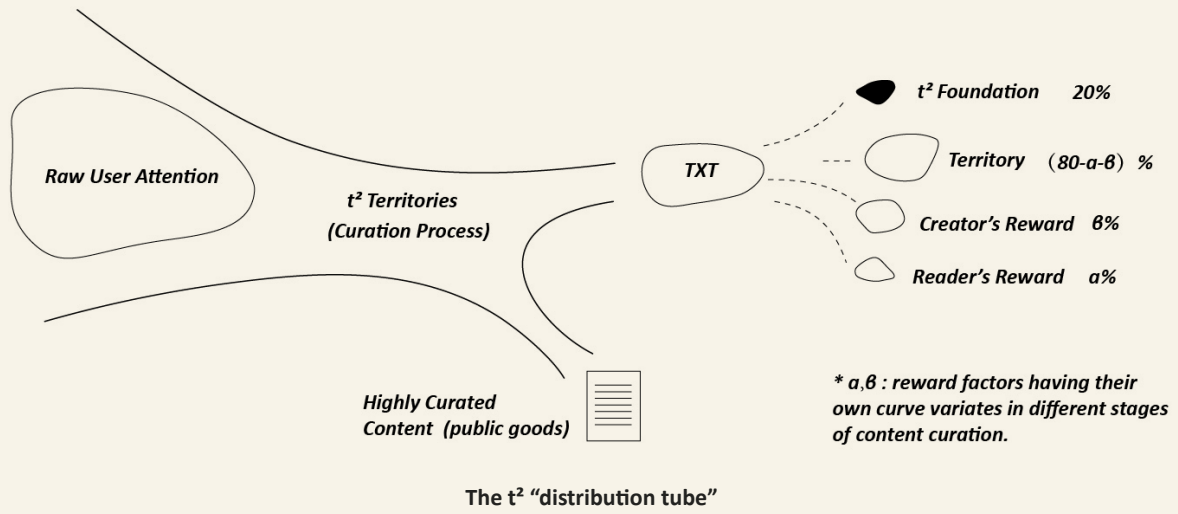 Raw User Attention
t² Territories
(Curation Process)
TXT
t² Foundation 20%
Territory (80-a-β) %
Creator’s Reward β%
Reader’s Reward a%
Highly Curated
Content (public goods)
* a,β : reward factors having their
own curve variates in different stages
of content curation.
The t² “distribution tube”